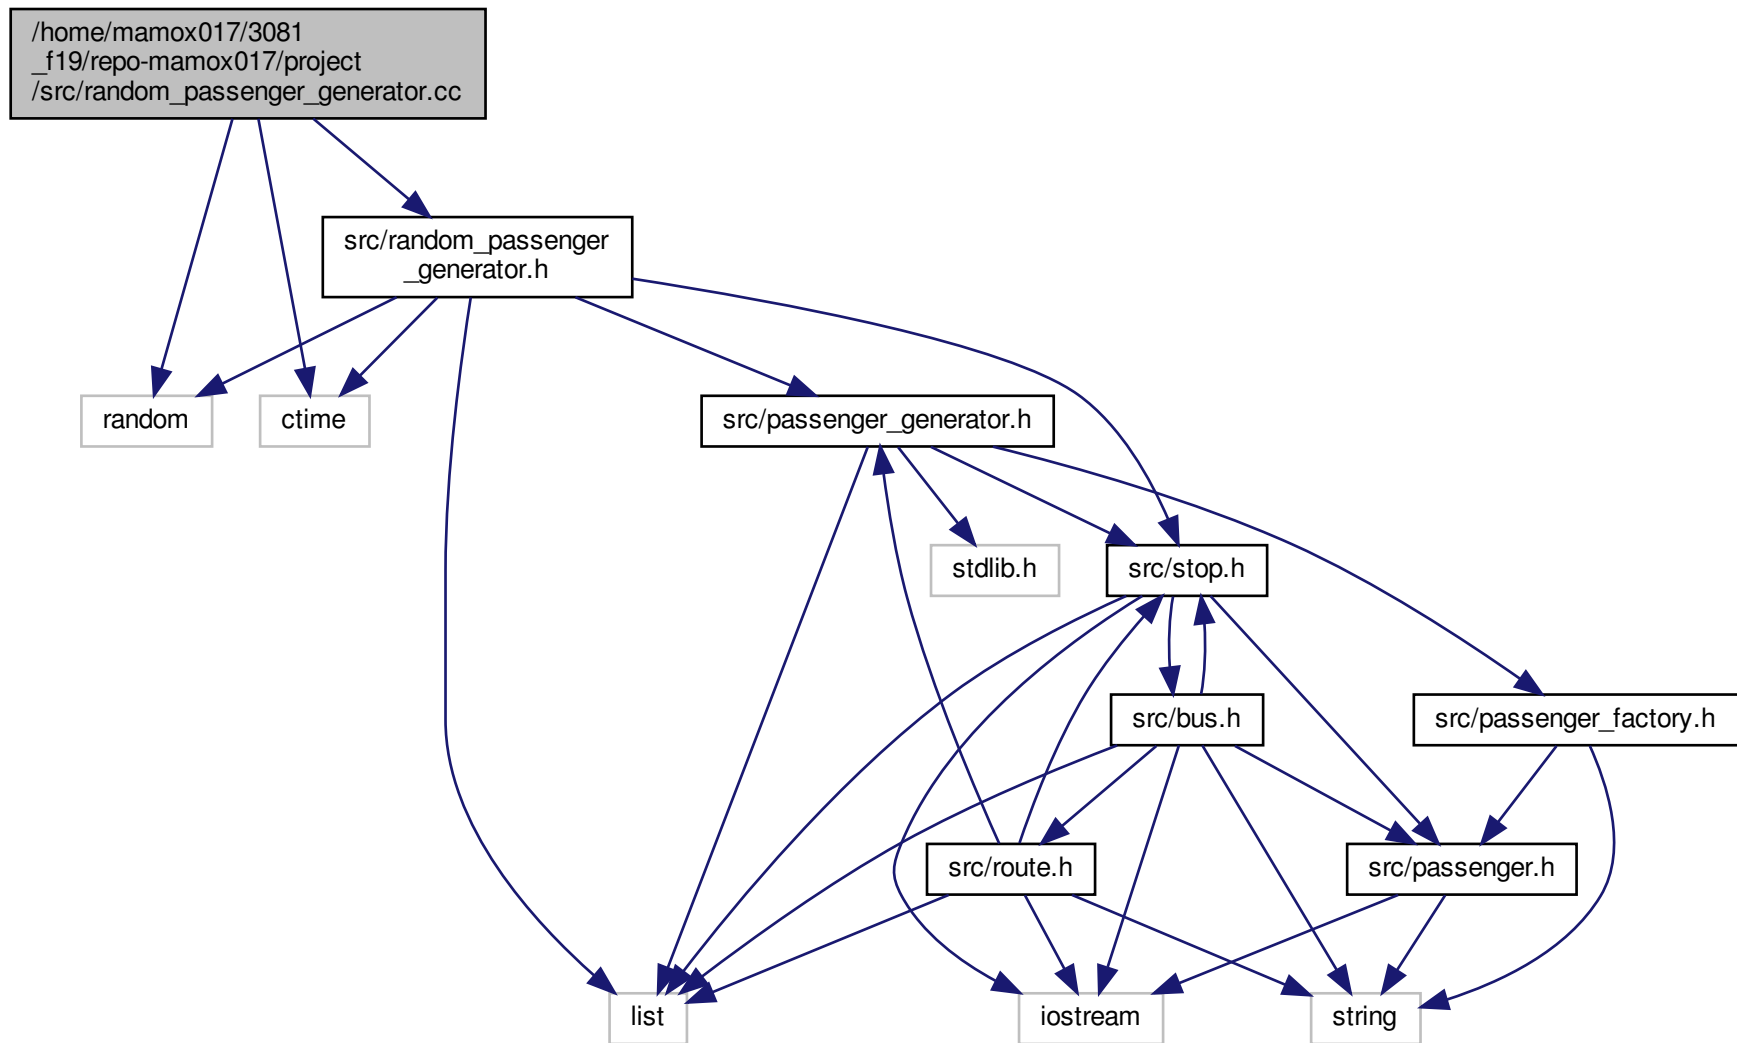 /home/mamox017/3081
_f19/repo-mamox017/project
/src/random_passenger_generator.cc
src/random_passenger
_generator.h
random
ctime
src/passenger_generator.h
stdlib.h
src/stop.h
src/bus.h
src/passenger_factory.h
src/route.h
src/passenger.h
list
iostream
string